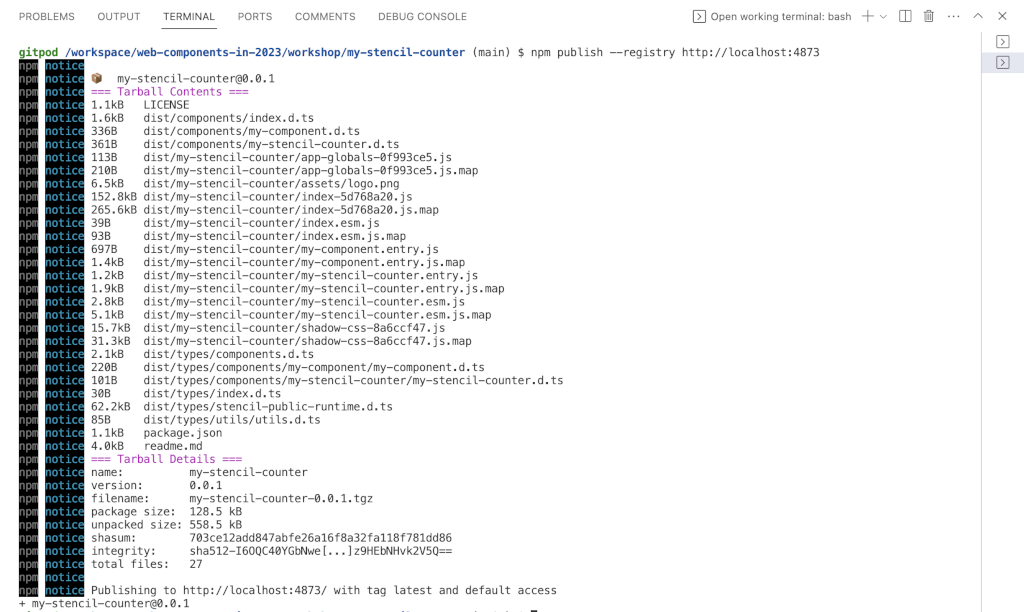 PROBLEMS OUTPUT TERMINAL PORTS COMMENTS DEBUG CONSOLE Open working terminal: bash
gitpod /workspace/web-components-in-2023/workshop/my-stencil-counter (main) $ npm publish --registry http://localhost:4873
npm notice
npm notice 📦 my-stencil-counter@0.0.1
npm notice === Tarball Contents ===
npm notice 1.1kB LICENSE
npm notice 1.6kB dist/components/index.d.ts
npm notice 336B dist/components/my-component.d.ts
npm notice 361B dist/components/my-stencil-counter.d.ts
npm notice 113B dist/my-stencil-counter/app-globals-0f993ce5.js
npm notice 210B dist/my-stencil-counter/app-globals-0f993ce5.js.map
npm notice 6.5kB dist/my-stencil-counter/assets/logo.png
npm notice 152.8kB dist/my-stencil-counter/index-5d768a20.js
npm notice 265.6kB dist/my-stencil-counter/index-5d768a20.js.map
npm notice 39B dist/my-stencil-counter/index.esm.js
npm notice 93B dist/my-stencil-counter/index.esm.js.map
npm notice 697B dist/my-stencil-counter/my-component.entry.js
npm notice 1.4kB dist/my-stencil-counter/my-component.entry.js.map
npm notice 1.2kB dist/my-stencil-counter/my-stencil-counter.entry.js
npm notice 1.9kB dist/my-stencil-counter/my-stencil-counter.entry.js.map
npm notice 2.8kB dist/my-stencil-counter/my-stencil-counter.esm.js
npm notice 5.1kB dist/my-stencil-counter/my-stencil-counter.esm.js.map
npm notice 15.7kB dist/my-stencil-counter/shadow-css-8a6ccf47.js
npm notice 31.3kB dist/my-stencil-counter/shadow-css-8a6ccf47.js.map
npm notice 2.1kB dist/types/components.d.ts
npm notice 220B dist/types/components/my-component/my-component.d.ts
npm notice 101B dist/types/components/my-stencil-counter/my-stencil-counter.d.ts
npm notice 30B dist/types/index.d.ts
npm notice 62.2kB dist/types/stencil-public-runtime.d.ts
npm notice 85B dist/types/utils/utils.d.ts
npm notice 1.1kB package.json
npm notice 4.0kB readme.md
npm notice === Tarball Details ===
npm notice name: my-stencil-counter
npm notice version: 0.0.1
npm notice filename: my-stencil-counter-0.0.1.tgz
npm notice package size: 128.5 kB
npm notice unpacked size: 558.5 kB
npm notice shasum: 703ce12add847abfe26a16f8a32fa118f781dd86
npm notice integrity: sha512-I6OQC40YGbNwe[...]z9HEbNHvk2V5Q==
npm notice total files: 27
npm notice
npm notice Publishing to http://localhost:4873/ with tag latest and default access
+ my-stencil-counter@0.0.1